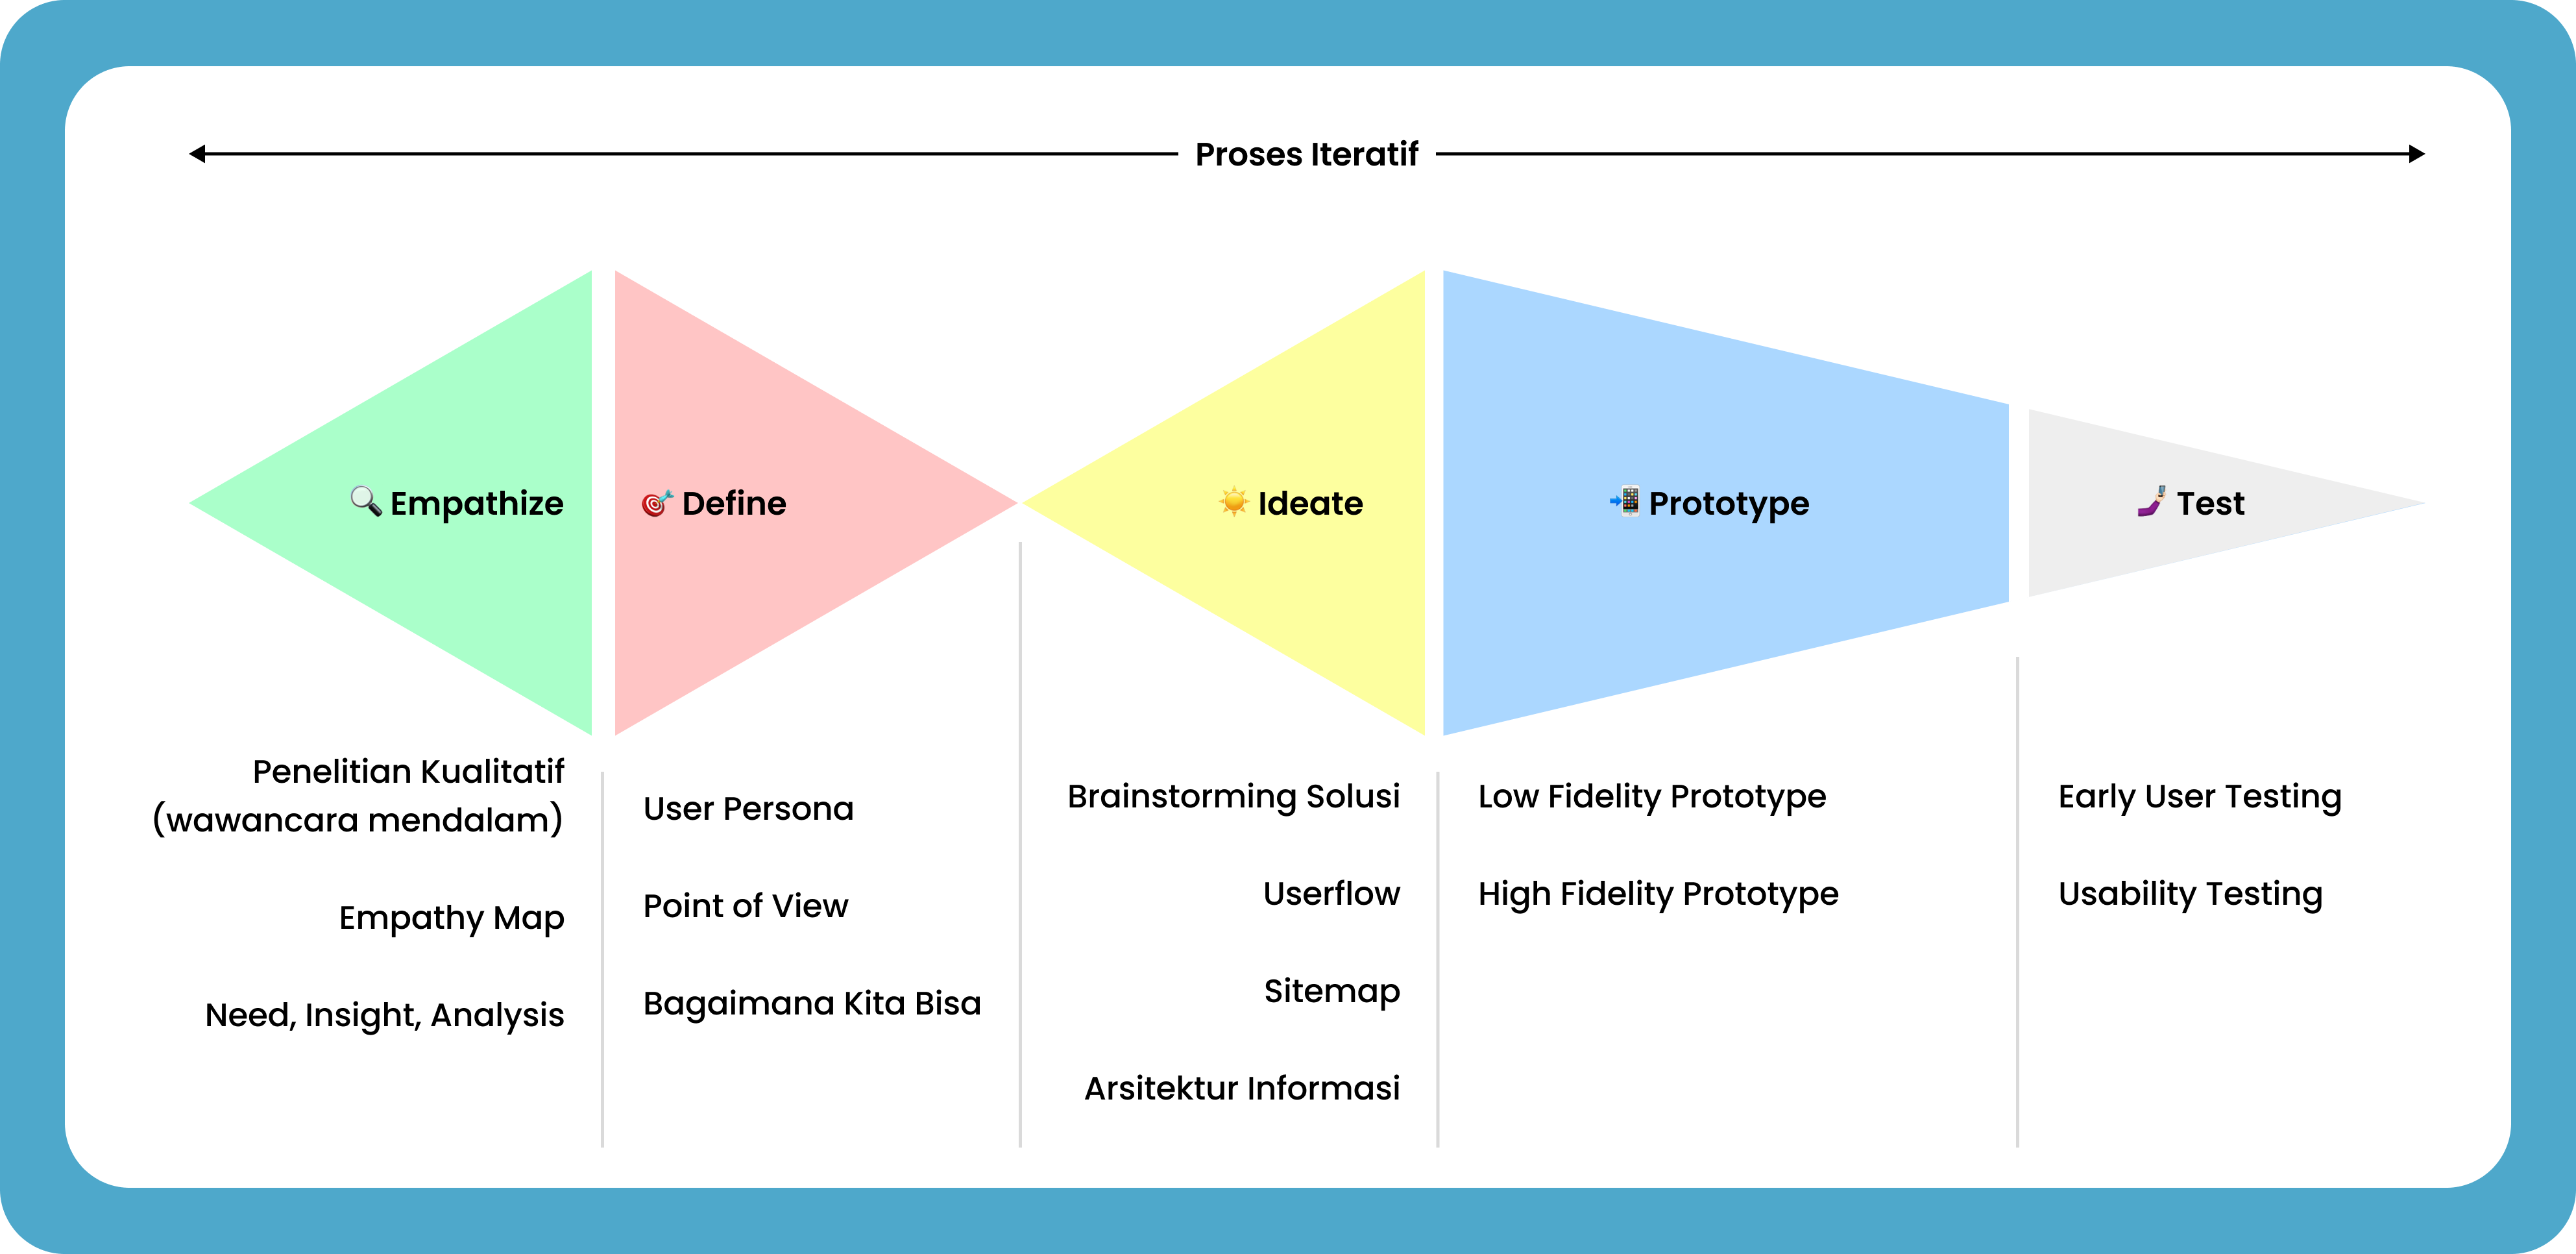 Proses Iteratif
Empathize
Define
Ideate
Prototype
Test
Penelitian Kualitatif
(wawancara mendalam)
Empathy Map
Need, Insight, Analysis
User Persona
Point of View
Bagaimana Kita Bisa
Brainstorming Solusi
Userflow
Sitemap
Arsitektur Informasi
Low Fidelity Prototype
High Fidelity Prototype
Early User Testing
Usability Testing